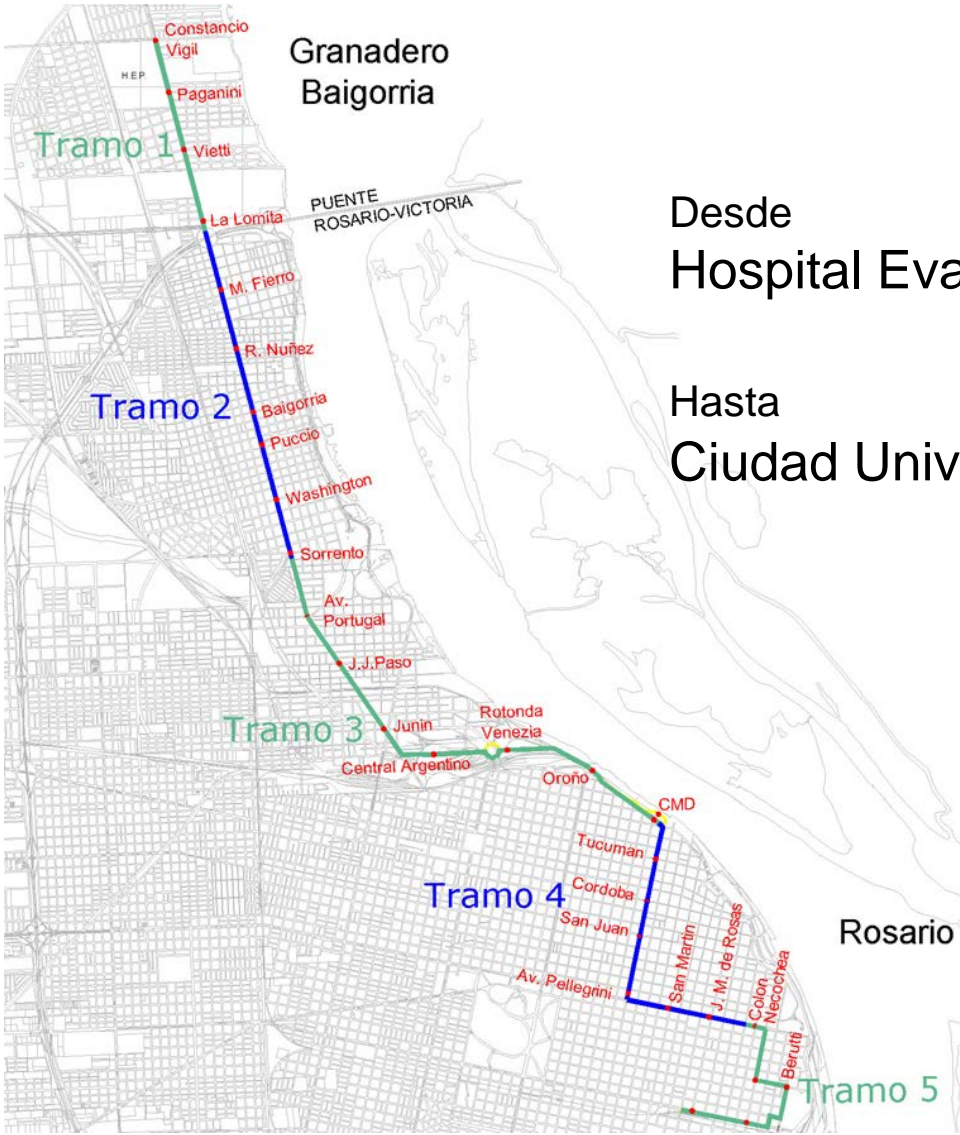 Constancio
Vigil
Granadero
Baigorria
H.E.P.
Paganini
Tramo 1
Vietti
PUENTE
ROSARIO-VICTORIA
La Lomita
Desde
Hospital Eva
M. Fierro
R. Nuñez
Tramo 2
Baigorria
Hasta
Puccio
Ciudad Univ
Washington
Sorrento
Av.
Portugal
J.J.Paso
Tramo 3
Junin
Rotonda
Venezia
Central Argentino
Oroño
CMD
Tucuman
Tramo 4
Cordoba
San Juan
Rosario
Av. Pellegrini
San Martin
J. M. de Rosas
Colon
Necochea
Berutti
Tramo 5